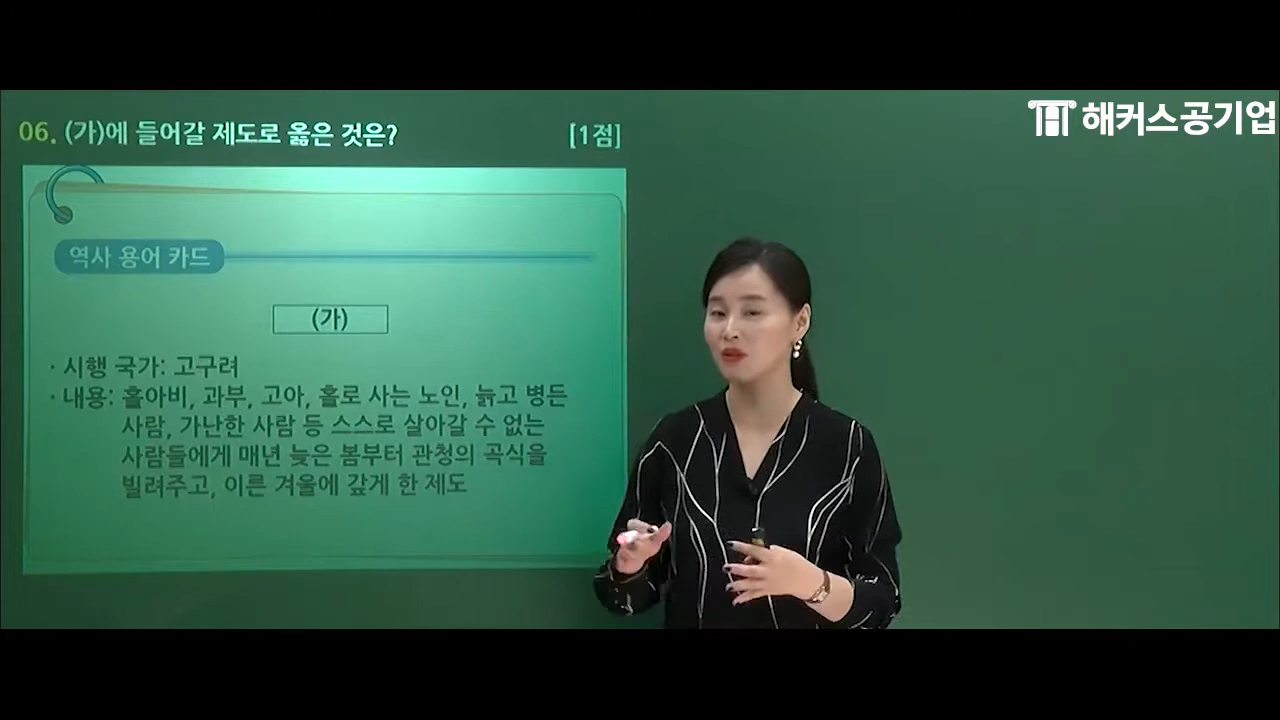 해커스공기업
06. (가)에 들어갈 제도로 옳은 것은? [1점]
역사 용어 카드
(가)
· 시행 국가: 고구려
· 내용: 홀아비, 과부, 고아, 홀로 사는 노인, 늙고 병든
사람, 가난한 사람 등 스스로 살아갈 수 없는
사람들에게 매년 늦은 봄부터 관청의 곡식을
빌려주고, 이른 겨울에 갚게 한 제도